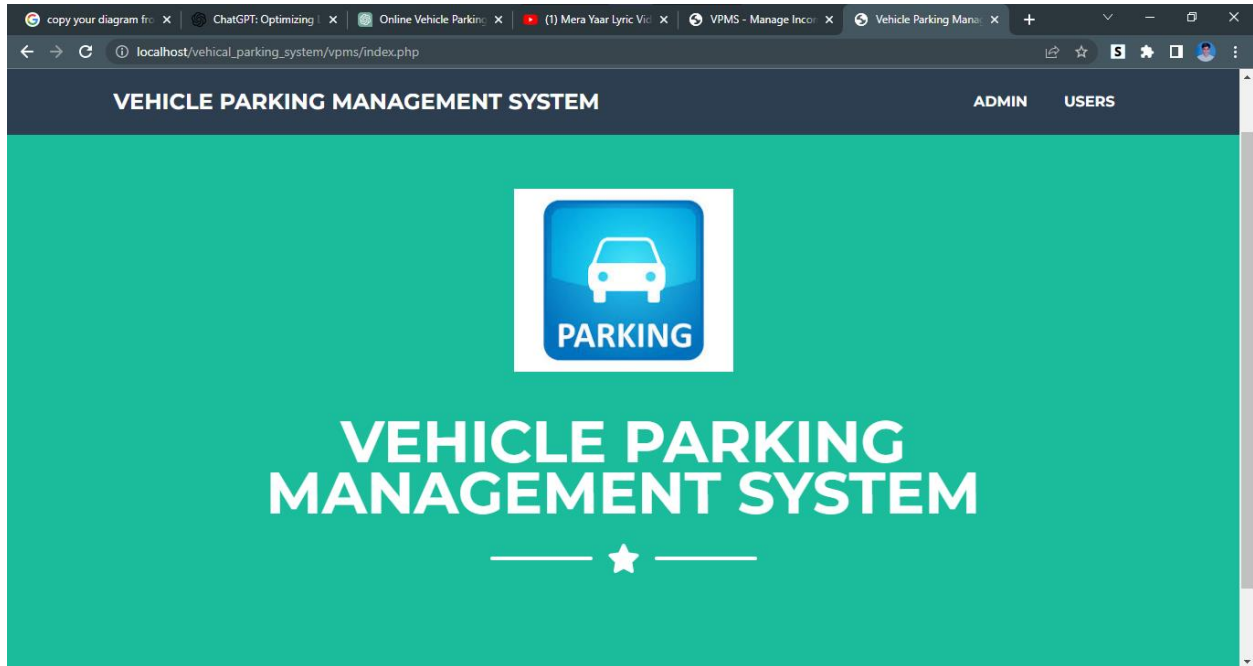 copy your diagram fro
ChatGPT: Optimizing l
Online Vehicle Parking
(1) Mera Yaar Lyric Vid
VPMS - Manage Incom
Vehicle Parking Manag
localhost/vehical_parking_system/vpms/index.php
S
VEHICLE PARKING MANAGEMENT SYSTEM
ADMIN USERS
PARKING
VEHICLE PARKING
MANAGEMENT SYSTEM